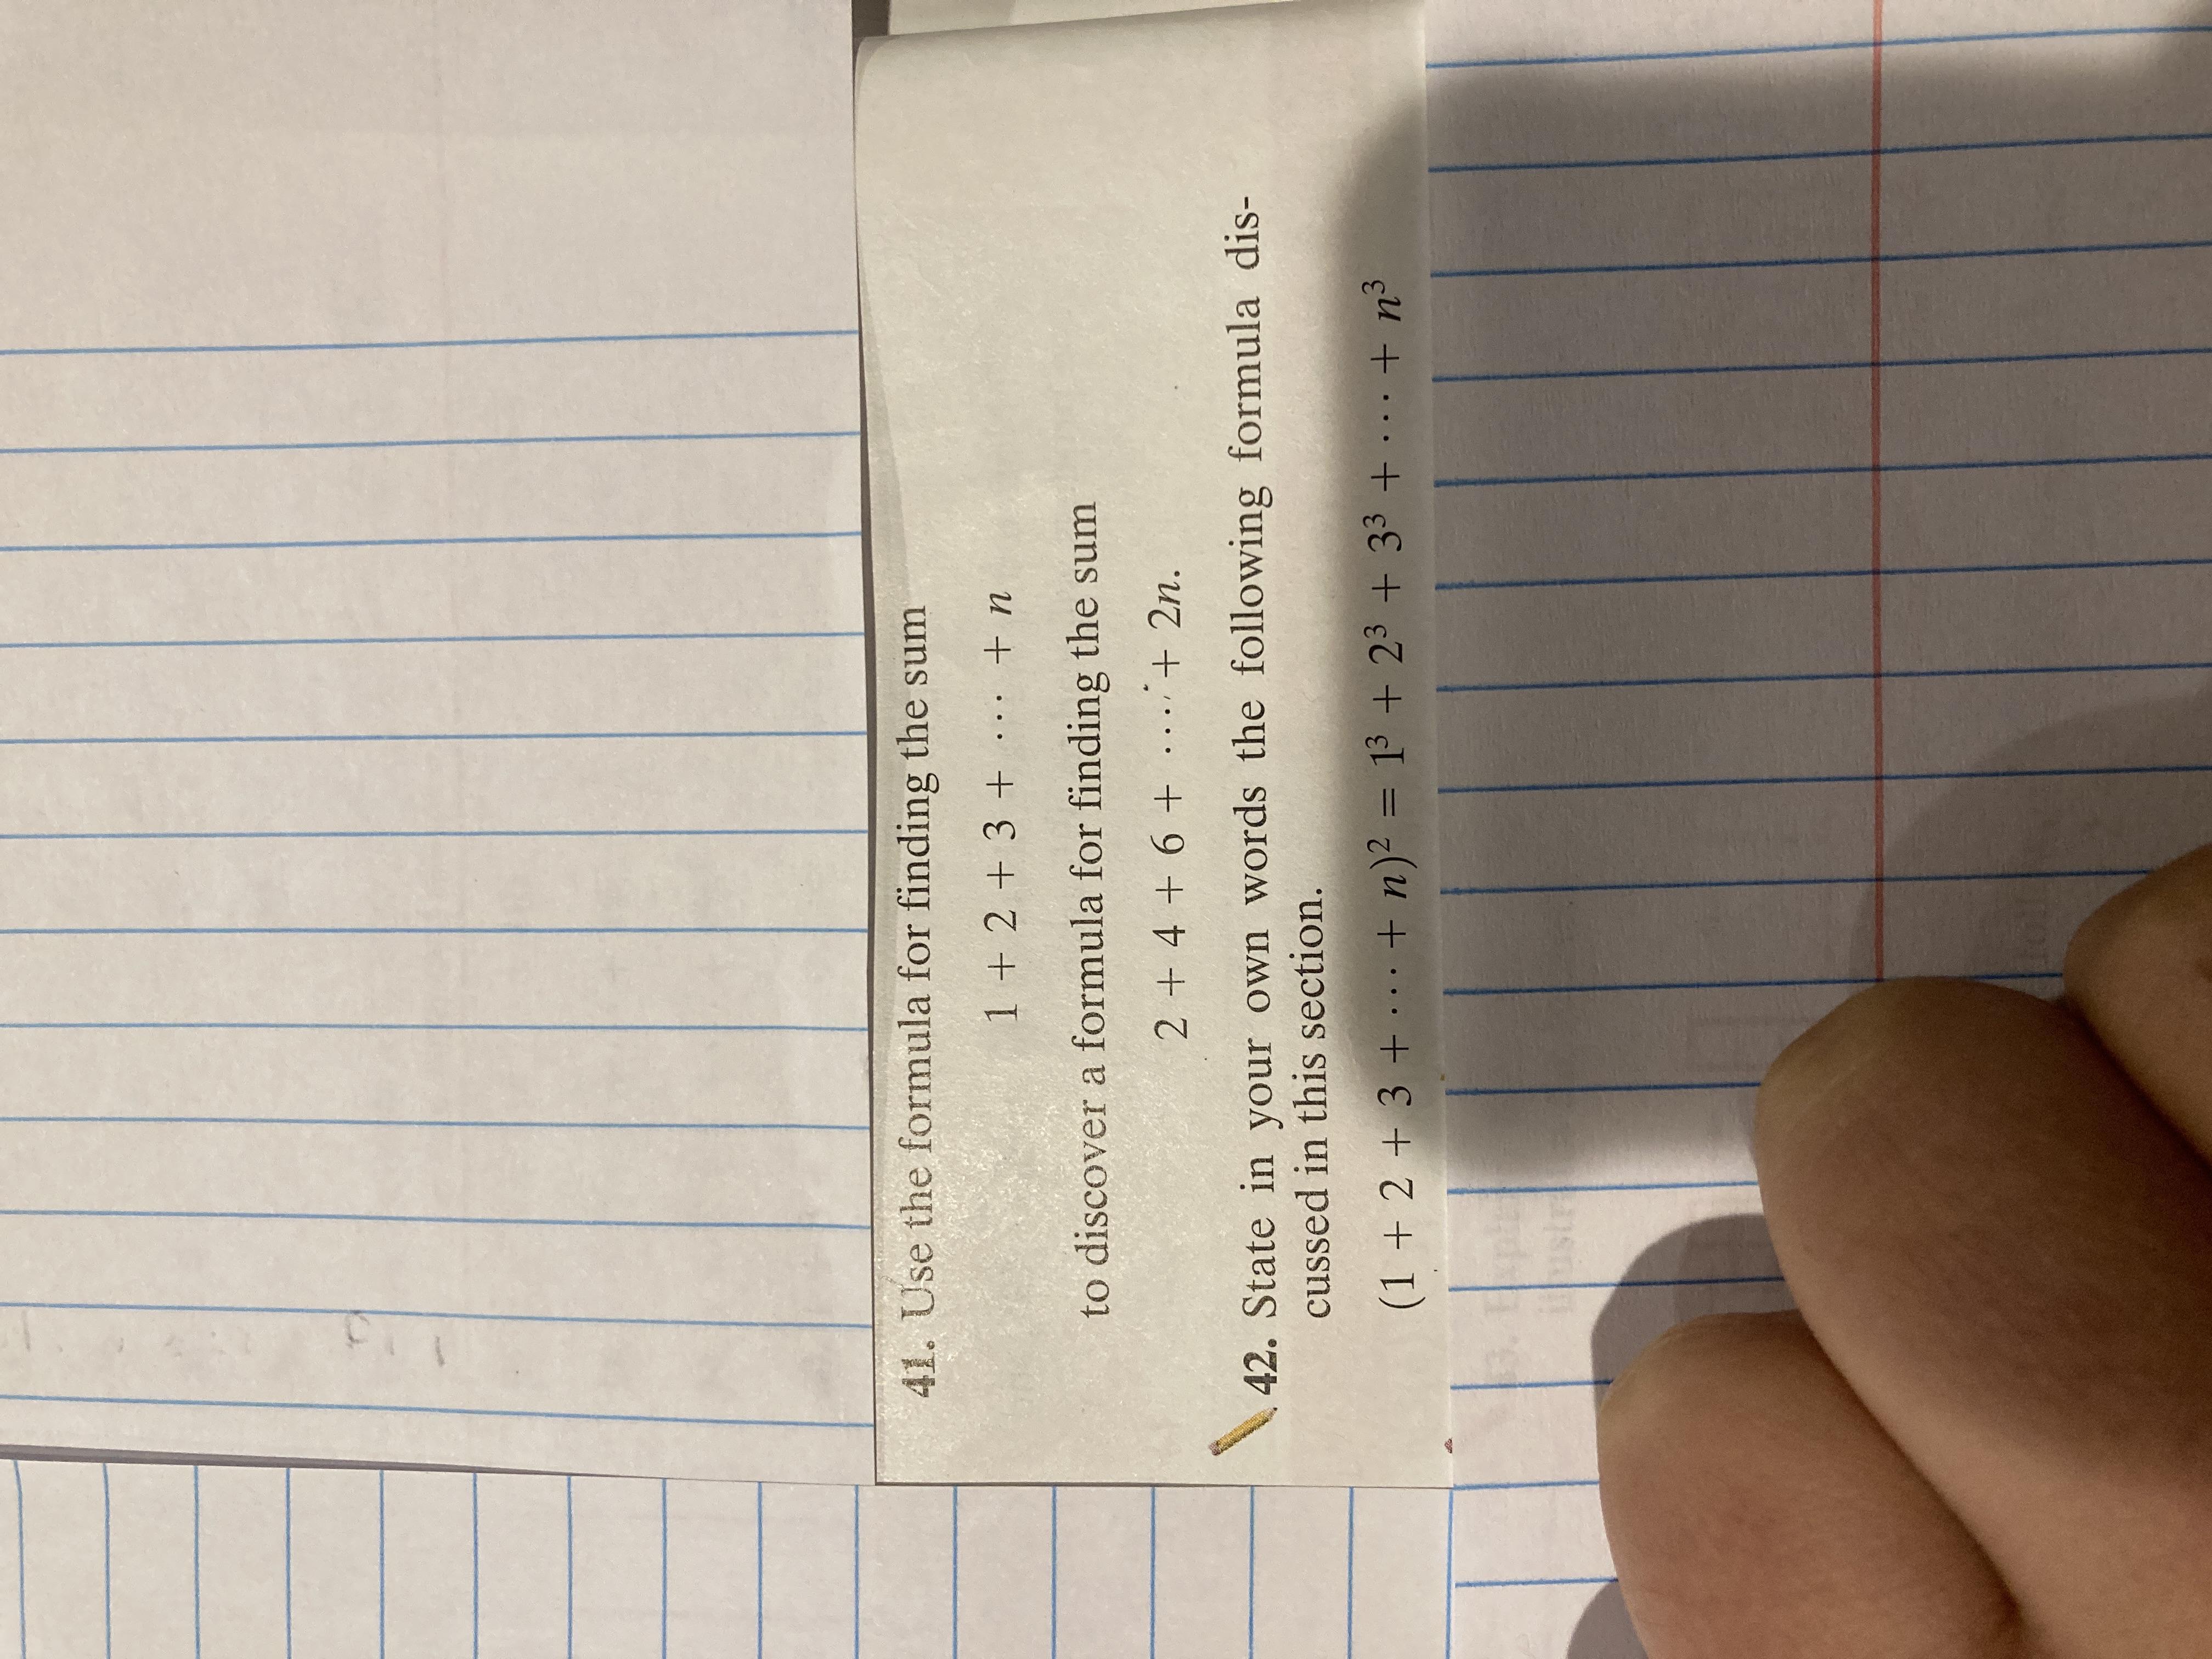 41. Use the formula for finding the sum
1 + 2 + 3 + ··· + n
to discover a formula for finding the sum
2 + 4 + 6 + ··· + 2n.
42. State in your own words the following formula dis-
cussed in this section.
(1 + 2 + 3 + ··· + n)² = 1³ + 2³ + 3³ + ··· + n³